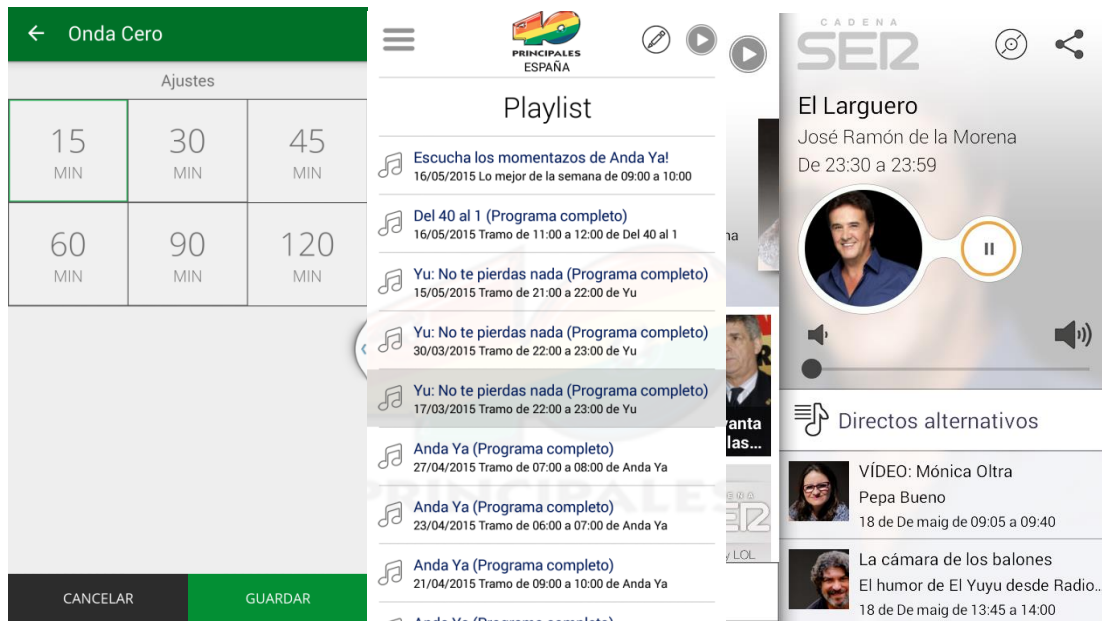 Onda Cero
Ajustes
15
MIN
30
MIN
45
MIN
60
MIN
90
MIN
120
MIN
CANCELAR
GUARDAR
PRINCIPALES
ESPAÑA
Playlist
Escucha los momentazos de Anda Ya!
16/05/2015 Lo mejor de la semana de 09:00 a 10:00
Del 40 al 1 (Programa completo)
16/05/2015 Tramo de 11:00 a 12:00 de Del 40 al 1
Yu: No te pierdas nada (Programa completo)
15/05/2015 Tramo de 21:00 a 22:00 de Yu
Yu: No te pierdas nada (Programa completo)
30/03/2015 Tramo de 22:00 a 23:00 de Yu
Yu: No te pierdas nada (Programa completo)
17/03/2015 Tramo de 22:00 a 23:00 de Yu
Anda Ya (Programa completo)
27/04/2015 Tramo de 07:00 a 08:00 de Anda Ya
Anda Ya (Programa completo)
23/04/2015 Tramo de 06:00 a 07:00 de Anda Ya
Anda Ya (Programa completo)
21/04/2015 Tramo de 09:00 a 10:00 de Anda Ya
Anda Ya (Programa completo)
PRINCIPALES
na
vanta
las...
y LOL
CADENA
SER
El Larguero
José Ramón de la Morena
De 23:30 a 23:59
Directos alternativos
VÍDEO: Mónica Oltra
Pepa Bueno
18 de De maig de 09:05 a 09:40
La cámara de los balones
El humor de El Yuyu desde Radio..
18 de De maig de 13:45 a 14:00